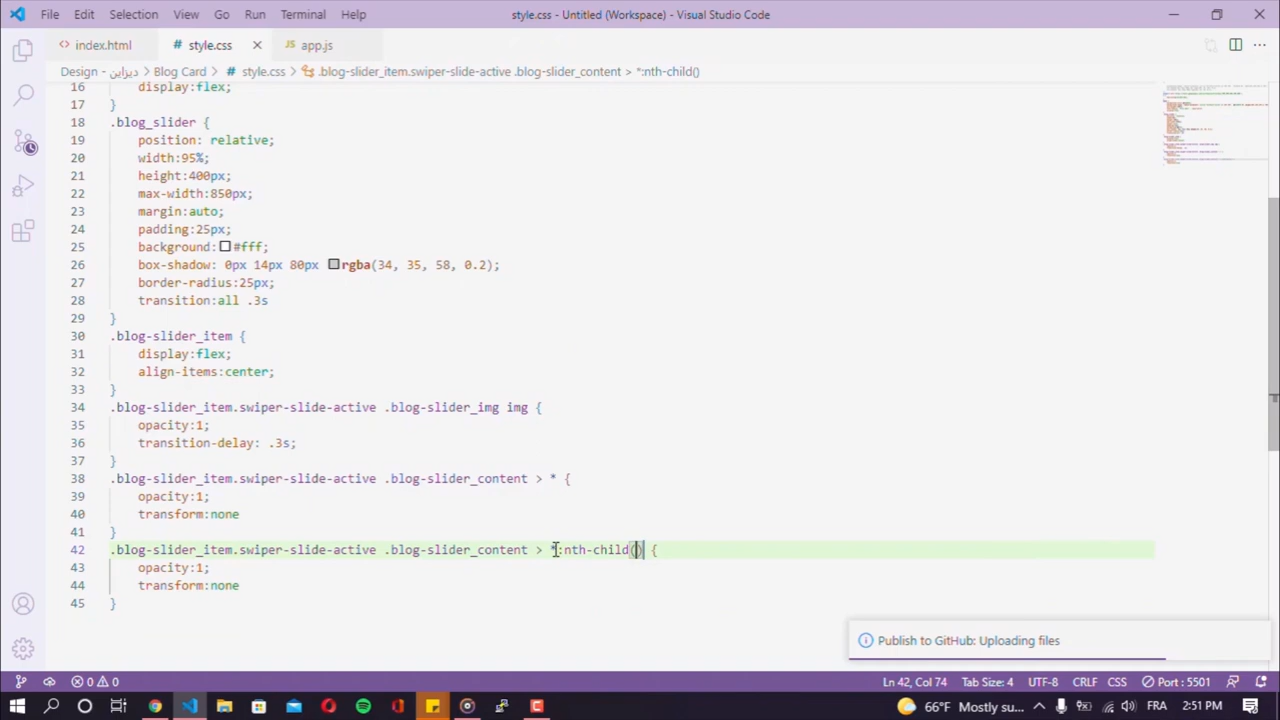 File Edit Selection View Go Run Terminal Help style.css - Untitled (Workspace) - Visual Studio Code
index.html style.css app.js
Design - ديزاين > Blog Card > style.css > .blog-slider_item.swiper-slide-active .blog-slider_content > *:nth-child()
16 display:flex;
17 }
18 .blog_slider {
19 position: relative;
20 width:95%;
21 height:400px;
22 max-width:850px;
23 margin:auto;
24 padding:25px;
25 background:#fff;
26 box-shadow: 0px 14px 80px rgba(34, 35, 58, 0.2);
27 border-radius:25px;
28 transition:all .3s
29 }
30 .blog-slider_item {
31 display:flex;
32 align-items:center;
33 }
34 .blog-slider_item.swiper-slide-active .blog-slider_img img {
35 opacity:1;
36 transition-delay: .3s;
37 }
38 .blog-slider_item.swiper-slide-active .blog-slider_content > * {
39 opacity:1;
40 transform:none
41 }
42 .blog-slider_item.swiper-slide-active .blog-slider_content > *:nth-child() {
43 opacity:1;
44 transform:none
45 }
Publish to GitHub: Uploading files
0 0 Ln 42, Col 74 Tab Size: 4 UTF-8 CRLF CSS Port : 5501
66°F Mostly su... FRA 2:51 PM